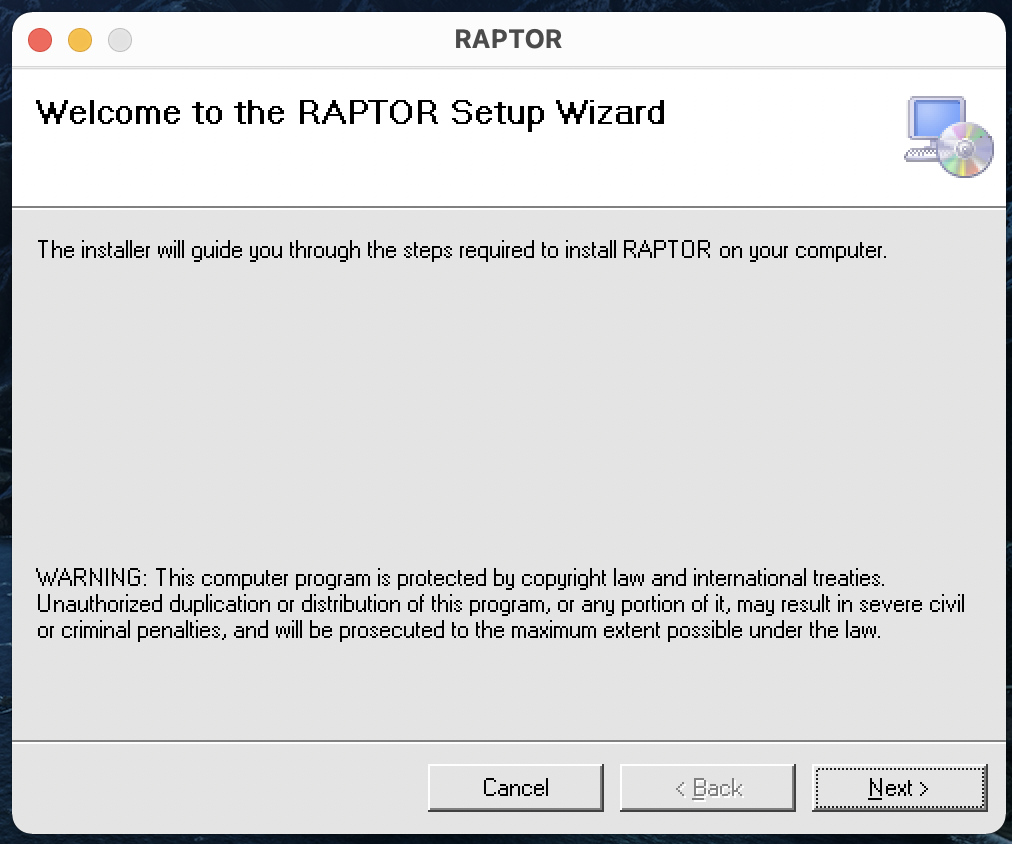 RAPTOR
Welcome to the RAPTOR Setup Wizard
The installer will guide you through the steps required to install RAPTOR on your computer.
WARNING: This computer program is protected by copyright law and international treaties.
Unauthorized duplication or distribution of this program, or any portion of it, may result in severe civil
or criminal penalties, and will be prosecuted to the maximum extent possible under the law.
Cancel
< Back
Next >